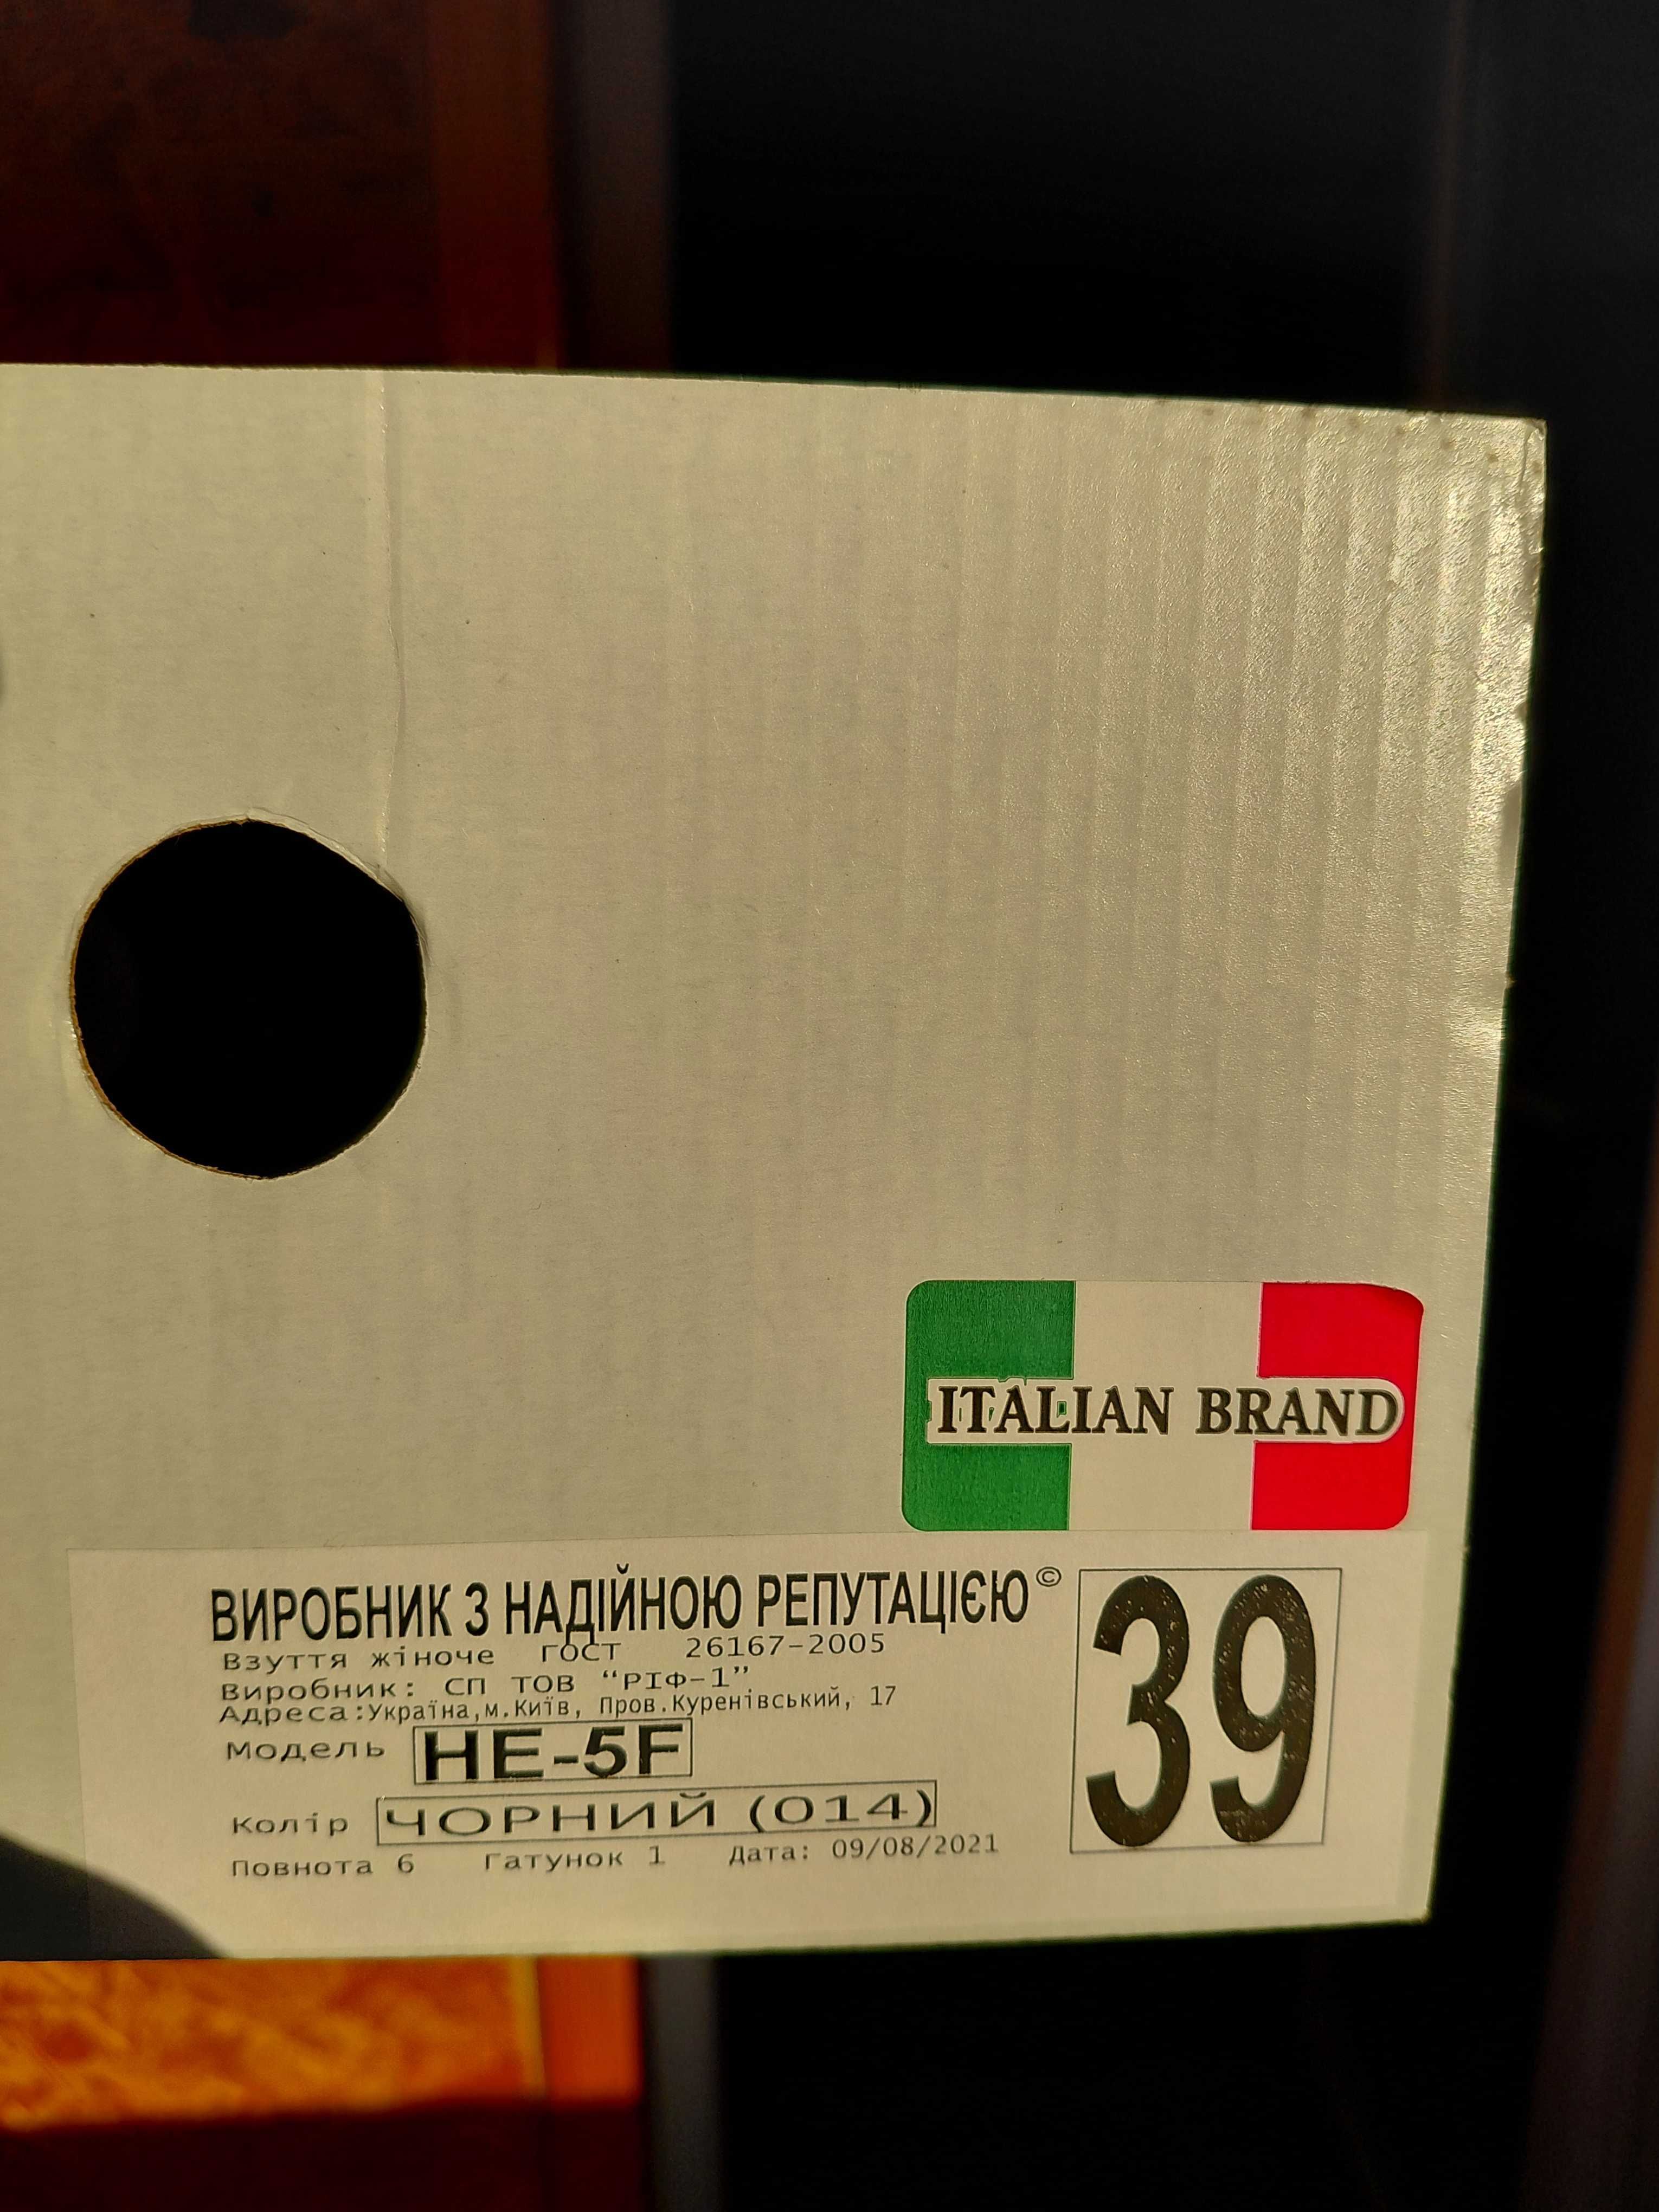 ITALIAN BRAND
ВИРОБНИК З НАДІЙНОЮ РЕПУТАЦІЄЮ©
39
Взуття жіноче ГОСТ 26167-2005
Виробник: СП ТОВ “РІФ-1”
Адреса:Україна,м.Київ, Пров.Куренівський, 17
Модель HE-5F
Колір ЧОРНИЙ (014)
Повнота 6 Гатунок 1 Дата: 09/08/2021